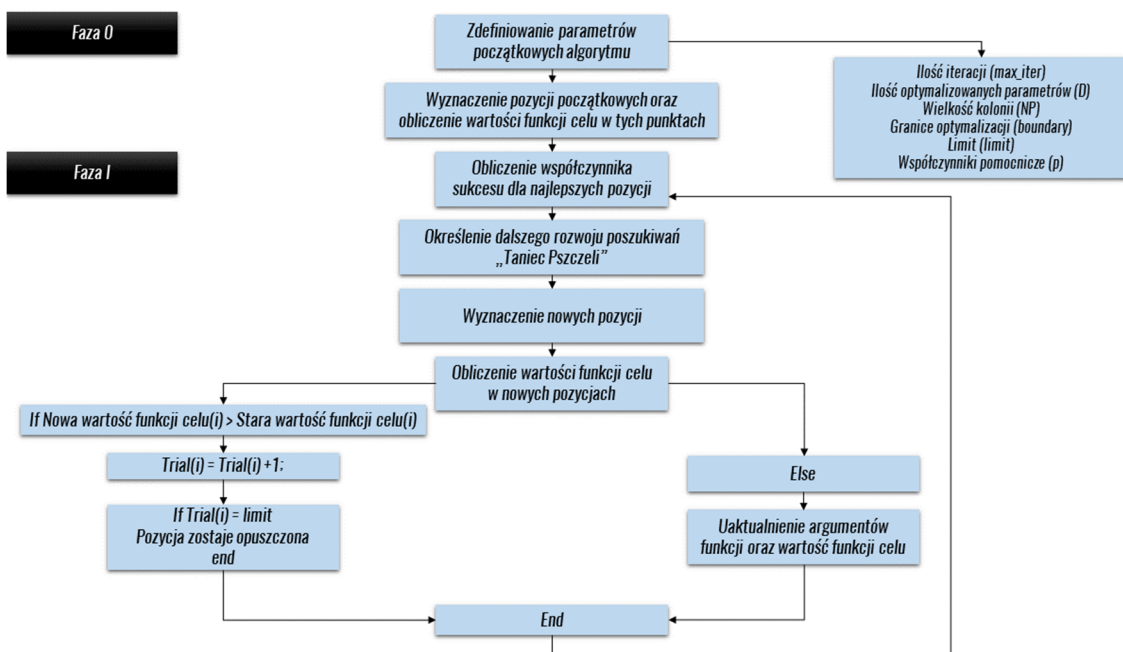 Faza 0
Zdefiniowanie parametrów
początkowych algorytmu
Ilość iteracji (max_iter)
Ilość optymalizowanych parametrów (D)
Wielkość kolonii (NP)
Granice optymalizacji (boundary)
Limit (limit)
Współczynniki pomocnicze (p)
Wyznaczenie pozycji początkowych oraz
obliczenie wartości funkcji celu w tych punktach
Faza I
Obliczenie współczynnika
sukcesu dla najlepszych pozycji
Określenie dalszego rozwoju poszukiwań
,,Taniec Pszczeli”
Wyznaczenie nowych pozycji
Obliczenie wartości funkcji celu
w nowych pozycjach
If Nowa wartość funkcji celu(i) > Stara wartość funkcji celu(i)
Trial(i) = Trial(i) +1;
If Trial(i) = limit
Pozycja zostaje opuszczona
end
Else
Uaktualnienie argumentów
funkcji oraz wartość funkcji celu
End